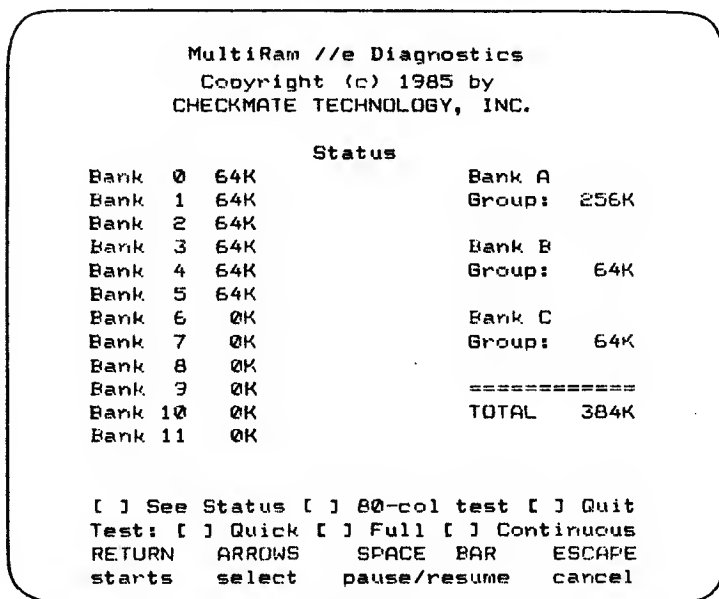 MultiRam //e Diagnostics
Copyright (c) 1985 by
CHECKMATE TECHNOLOGY, INC.
Status
Bank 0 64K Bank A
Bank 1 64K Group: 256K
Bank 2 64K
Bank 3 64K Bank B
Bank 4 64K Group: 64K
Bank 5 64K
Bank 6 0K Bank C
Bank 7 0K Group: 64K
Bank 8 0K
Bank 9 0K ============
Bank 10 0K TOTAL 384K
Bank 11 0K
[ ] See Status [ ] 80-col test [ ] Quit
Test: [ ] Quick [ ] Full [ ] Continuous
RETURN ARROWS SPACE BAR ESCAPE
starts select pause/resume cancel